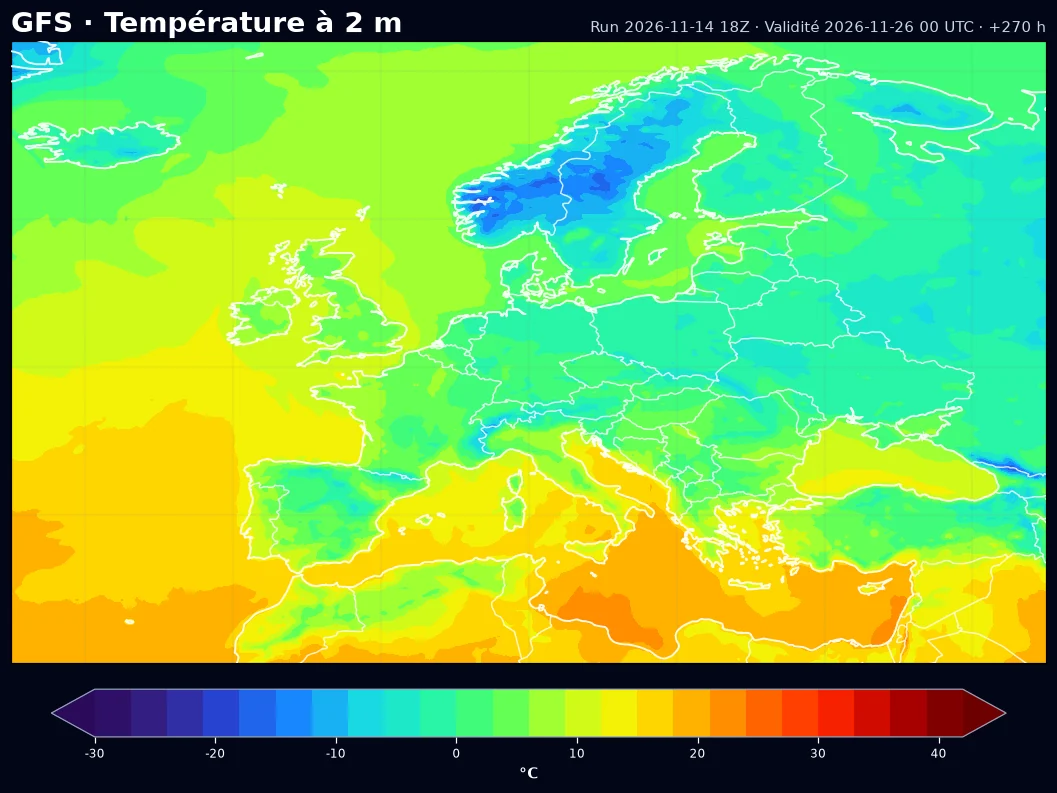 GFS · Température à 2 m
Run 2026-11-14 18Z · Validité 2026-11-26 00 UTC · +270 h
-30 -20 -10 0 10 20 30 40
°C